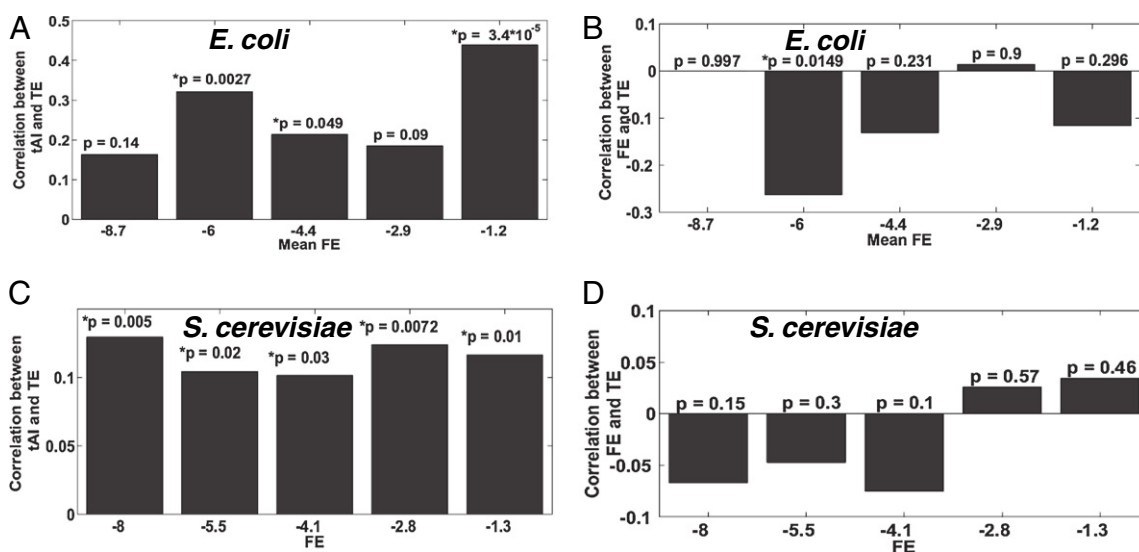 A
E. coli
Correlation between
tAI and TE
0.5
0.4
0.3
0.2
0.1
0
p = 0.14
*p = 0.0027
*p = 0.049
p = 0.09
*p = 3.4*10-5
-8.7
-6
-4.4
-2.9
-1.2
Mean FE
B
E. coli
Correlation between
FE and TE
0.1
0
-0.1
-0.2
-0.3
p = 0.997
*p = 0.0149
p = 0.231
p = 0.9
p = 0.296
-8.7
-6
-4.4
-2.9
-1.2
Mean FE
C
S. cerevisiae
Correlation between
tAI and TE
0.1
0.05
0
*p = 0.005
*p = 0.02
*p = 0.03
*p = 0.0072
*p = 0.01
-8
-5.5
-4.1
-2.8
-1.3
FE
D
S. cerevisiae
Correlation between
FE and TE
0.1
0.05
0
-0.05
-0.1
p = 0.15
p = 0.3
p = 0.1
p = 0.57
p = 0.46
-8
-5.5
-4.1
-2.8
-1.3
FE